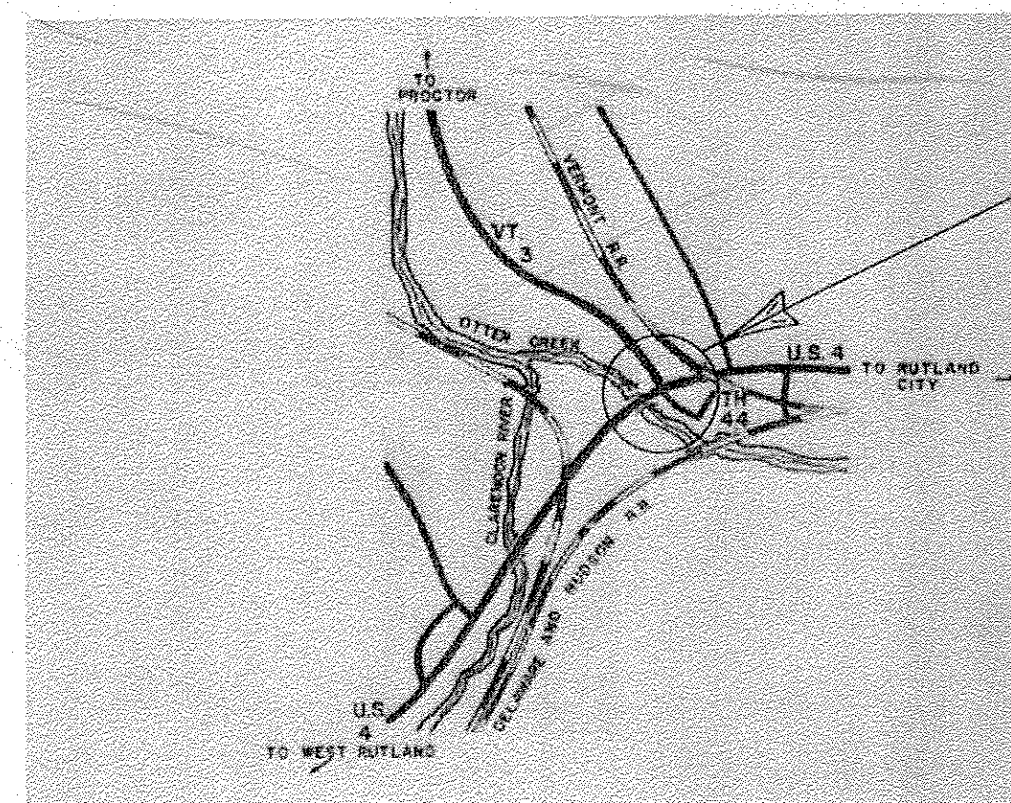 TO
PROCTOR
VERMONT R.R.
VT
3
OTTER CREEK
U.S. 4
TO RUTLAND
CITY
TH
44
CLARENDON RIVER
DELAWARE AND HUDSON R.R.
U.S.
4
TO WEST RUTLAND